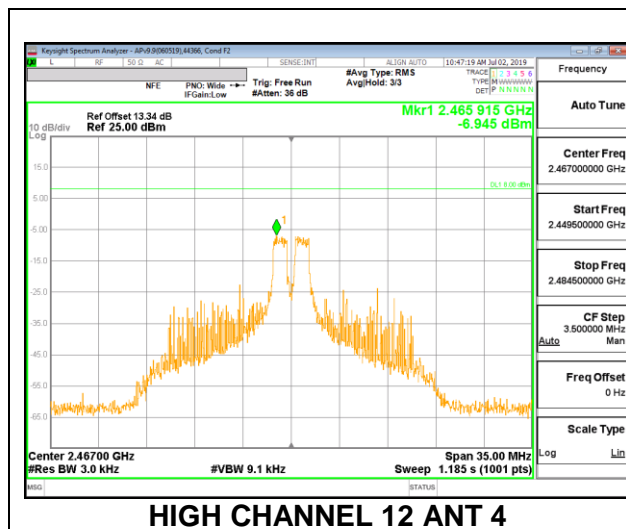 Keysight Spectrum Analyzer - APv9.9(060519),44366, Cond F2
L RF 50 Ω AC SENSE:INT ALIGN AUTO 10:47:19 AM Jul 02, 2019
NFE PNO: Wide Trig: Free Run #Avg Type: RMS TRACE 1 2 3 4 5 6
IFGain:Low #Atten: 36 dB Avg|Hold: 3/3 TYPE M WWWWW
DET P N N N N N
Ref Offset 13.34 dB
10 dB/div Ref 25.00 dBm
Log
Mkr1 2.465 915 GHz
-6.945 dBm
15.0
DL1 8.00 dBm
5.00
-5.00
1
-15.0
-25.0
-35.0
-45.0
-55.0
-65.0
Center 2.46700 GHz Span 35.00 MHz
#Res BW 3.0 kHz #VBW 9.1 kHz Sweep 1.185 s (1001 pts)
MSG STATUS
Frequency
Auto Tune
Center Freq
2.467000000 GHz
Start Freq
2.449500000 GHz
Stop Freq
2.484500000 GHz
CF Step
3.500000 MHz
Auto Man
Freq Offset
0 Hz
Scale Type
Log Lin
HIGH CHANNEL 12 ANT 4